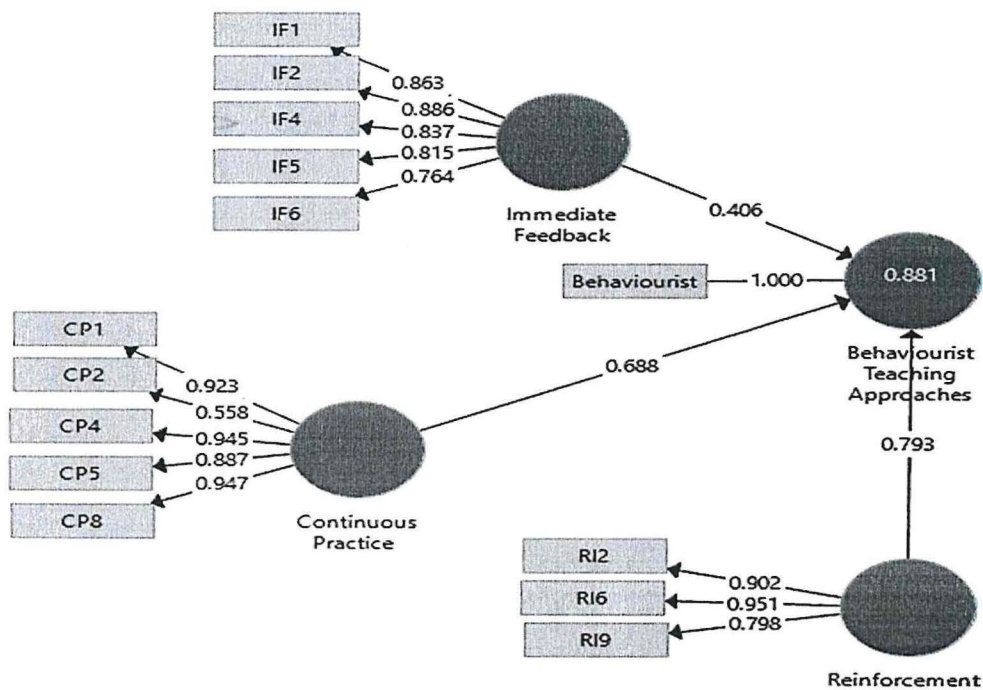 IF1
IF2
IF4
IF5
IF6
0.863
0.886
0.837
0.815
0.764
Immediate
Feedback
0.406
Behaviourist
1.000
0.881
Behaviourist
Teaching
Approaches
CP1
CP2
CP4
CP5
CP8
0.923
0.558
0.945
0.887
0.947
Continuous
Practice
0.688
0.793
RI2
RI6
RI9
0.902
0.951
0.798
Reinforcement